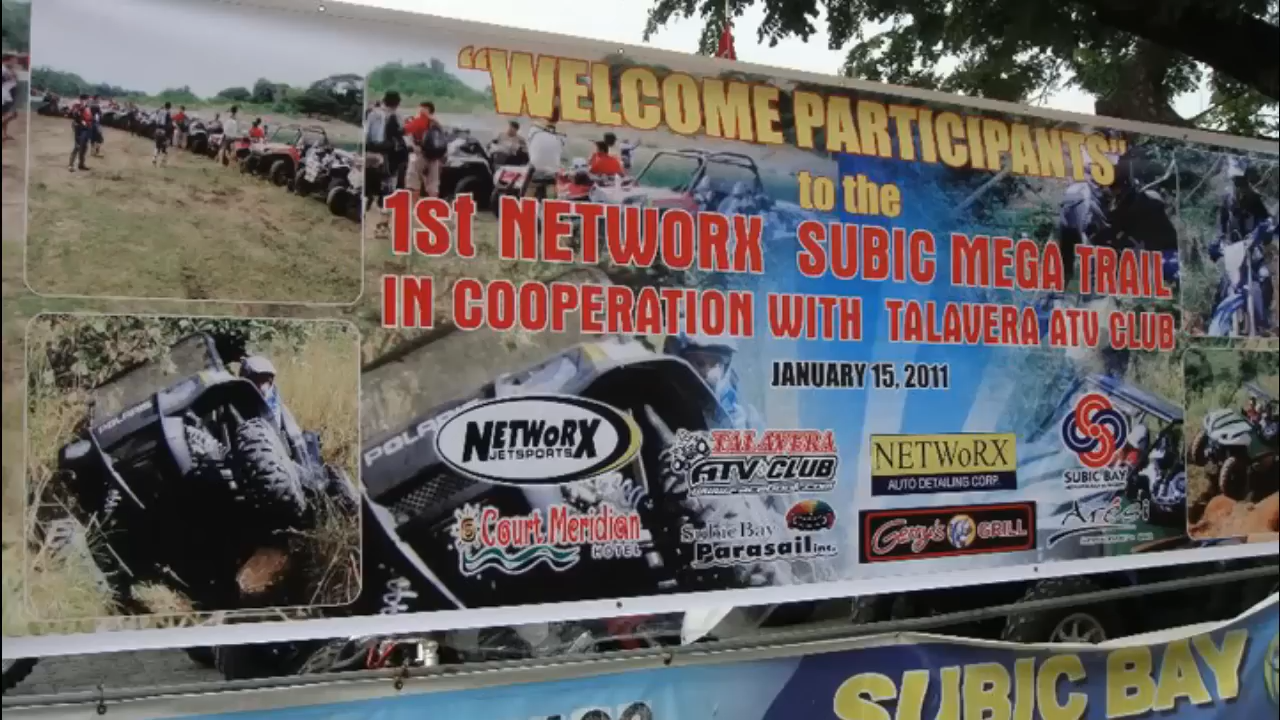 "WELCOME PARTICIPANTS"
to the
1st NETWORX SUBIC MEGA TRAIL
IN COOPERATION WITH TALAVERA ATV CLUB
JANUARY 15, 2011
POLARIS
NETWORX
JETSPORTS
TALAVERA
ATV CLUB
NETWORX
AUTO DETAILING CORP.
SUBIC BAY
Court Meridian
HOTEL
Subic Bay
Parasail inc.
Gerry's GRILL
Aresi
SUBIC BAY